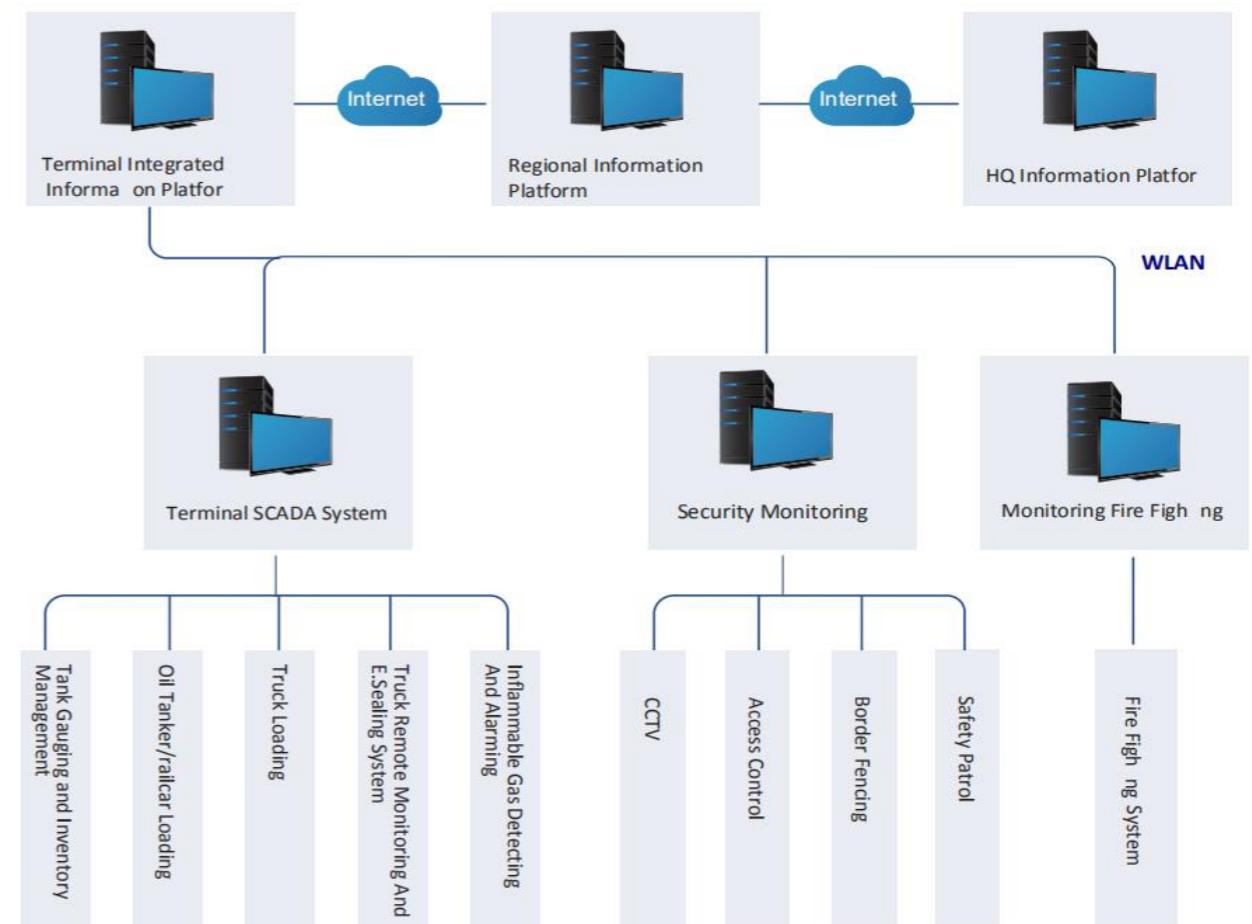 Internet
Internet
Terminal Integrated
Informa on Platfor
Regional Information
Platform
HQ Information Platfor
WLAN
Terminal SCADA System
Security Monitoring
Monitoring Fire Figh ng
Tank Gauging and Inventory
Management
Oil Tanker/railcar Loading
Truck Loading
Truck Remote Monitoring And
E.Sealing System
Inflammable Gas Detecting
And Alarming
CCTV
Access Control
Border Fencing
Safety Patrol
Fire Figh ng System